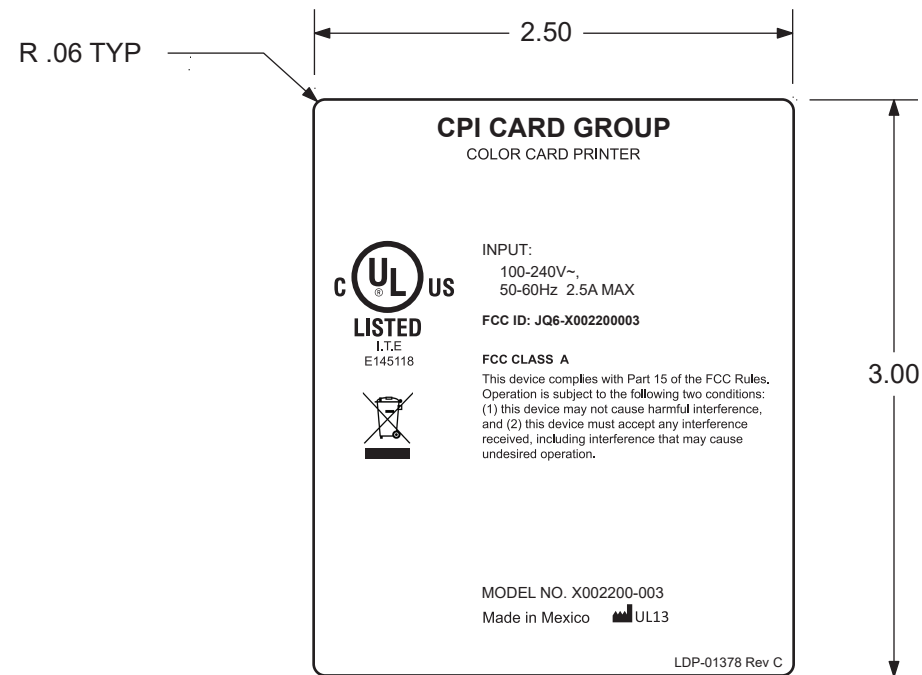 2.50
R .06 TYP
CPI CARD GROUP
COLOR CARD PRINTER
C UL ® US
LISTED
I.T.E
E145118
INPUT:
100-240V~,
50-60Hz 2.5A MAX
FCC ID: JQ6-X002200003
FCC CLASS A
This device complies with Part 15 of the FCC Rules.
Operation is subject to the following two conditions:
(1) this device may not cause harmful interference,
and (2) this device must accept any interference
received, including interference that may cause
undesired operation.
3.00
MODEL NO. X002200-003
Made in Mexico UL13
LDP-01378 Rev C